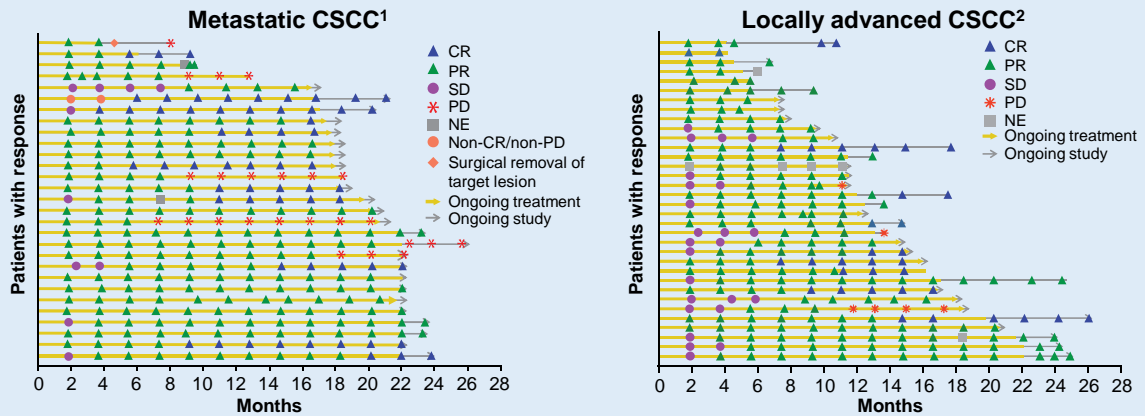 Metastatic CSCC¹
Patients with response
CR
PR
SD
PD
NE
Non-CR/non-PD
Surgical removal of
target lesion
Ongoing treatment
Ongoing study
0 2 4 6 8 10 12 14 16 18 20 22 24 26 28
Months
Locally advanced CSCC²
Patients with response
CR
PR
SD
PD
NE
Ongoing treatment
Ongoing study
0 2 4 6 8 10 12 14 16 18 20 22 24 26 28
Months